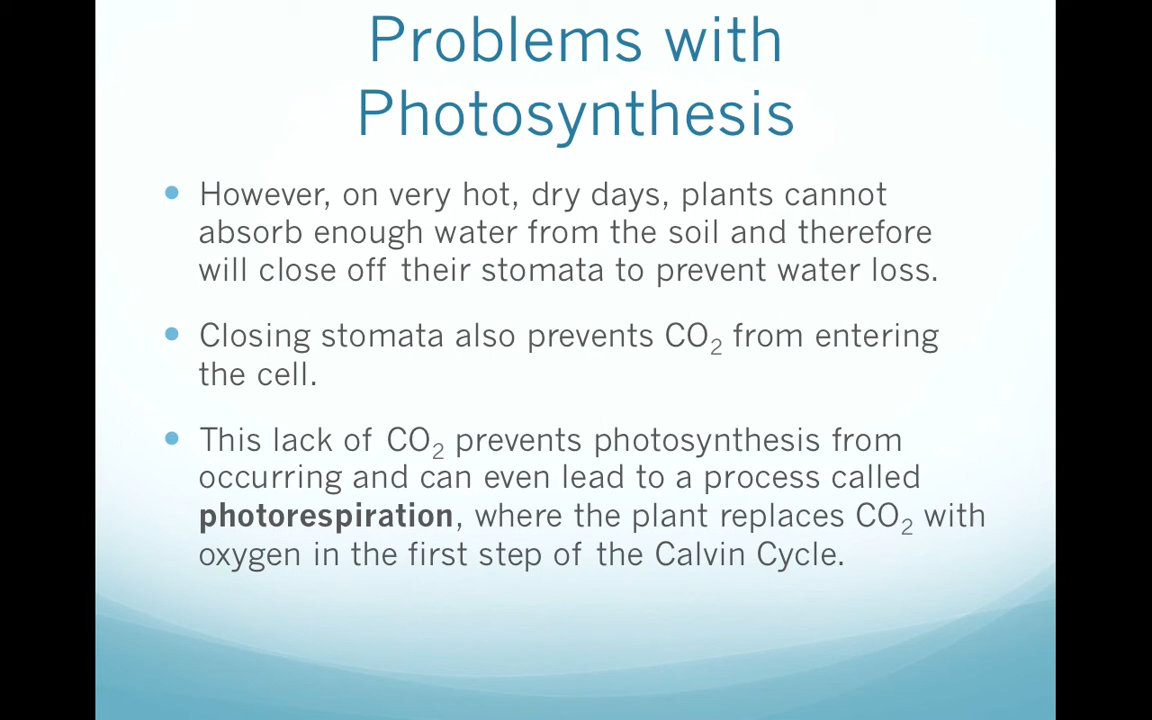 Problems with
Photosynthesis
• However, on very hot, dry days, plants cannot
absorb enough water from the soil and therefore
will close off their stomata to prevent water loss.
• Closing stomata also prevents CO₂ from entering
the cell.
• This lack of CO₂ prevents photosynthesis from
occurring and can even lead to a process called
photorespiration, where the plant replaces CO₂ with
oxygen in the first step of the Calvin Cycle.